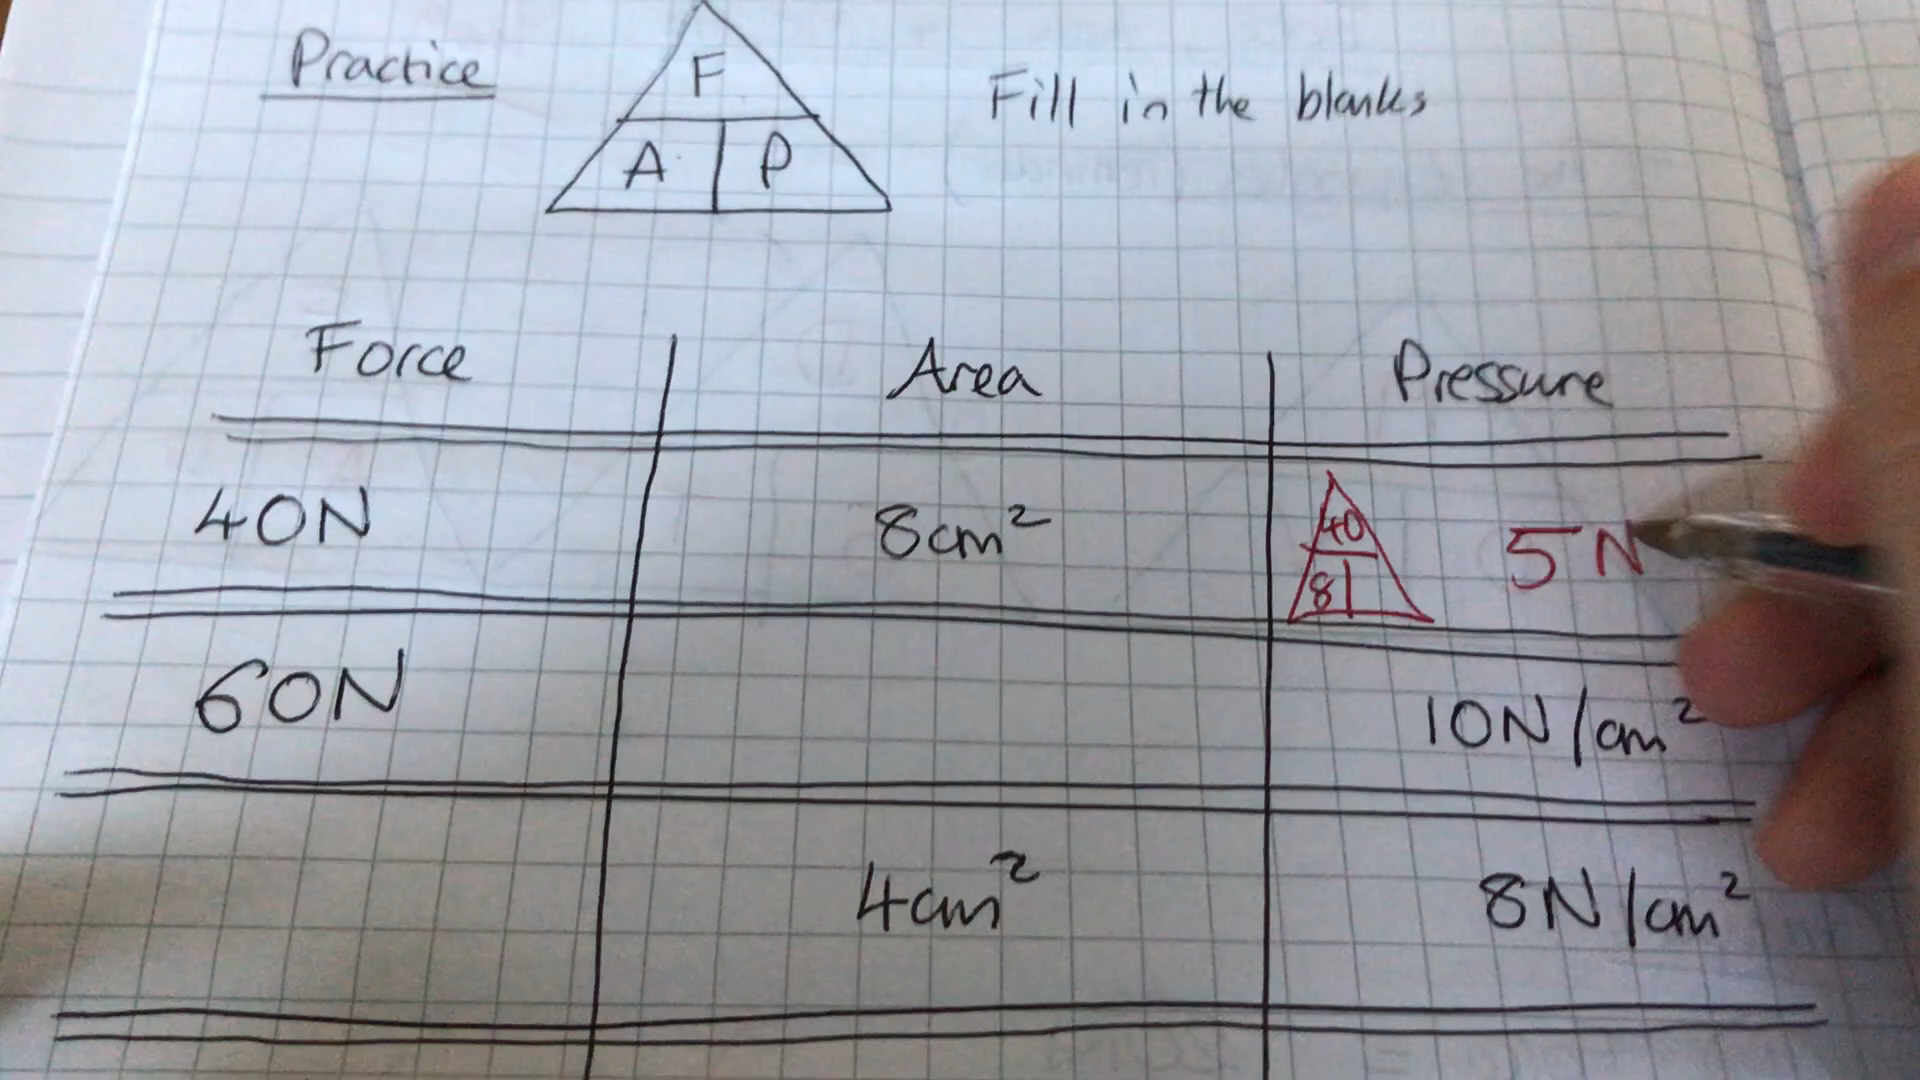 Practice
F
A P
Fill in the blanks
Force Area Pressure
40N 8cm² 40 8 5N
60N 10N/cm²
4cm² 8N/cm²